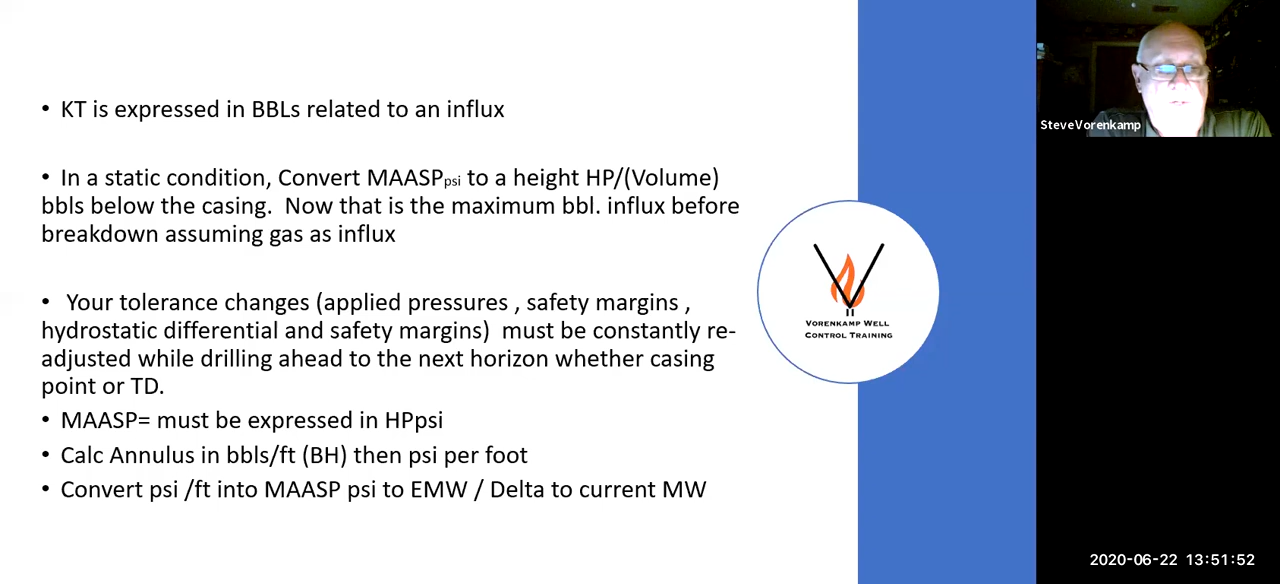 • KT is expressed in BBLs related to an influx
• In a static condition, Convert MAASPpsi to a height HP/(Volume)
bbls below the casing. Now that is the maximum bbl. influx before
breakdown assuming gas as influx
• Your tolerance changes (applied pressures , safety margins ,
hydrostatic differential and safety margins) must be constantly re-
adjusted while drilling ahead to the next horizon whether casing
point or TD.
• MAASP= must be expressed in HPpsi
• Calc Annulus in bbls/ft (BH) then psi per foot
• Convert psi /ft into MAASP psi to EMW / Delta to current MW
VORENKAMP WELL
CONTROL TRAINING
SteveVorenkamp
2020-06-22 13:51:52